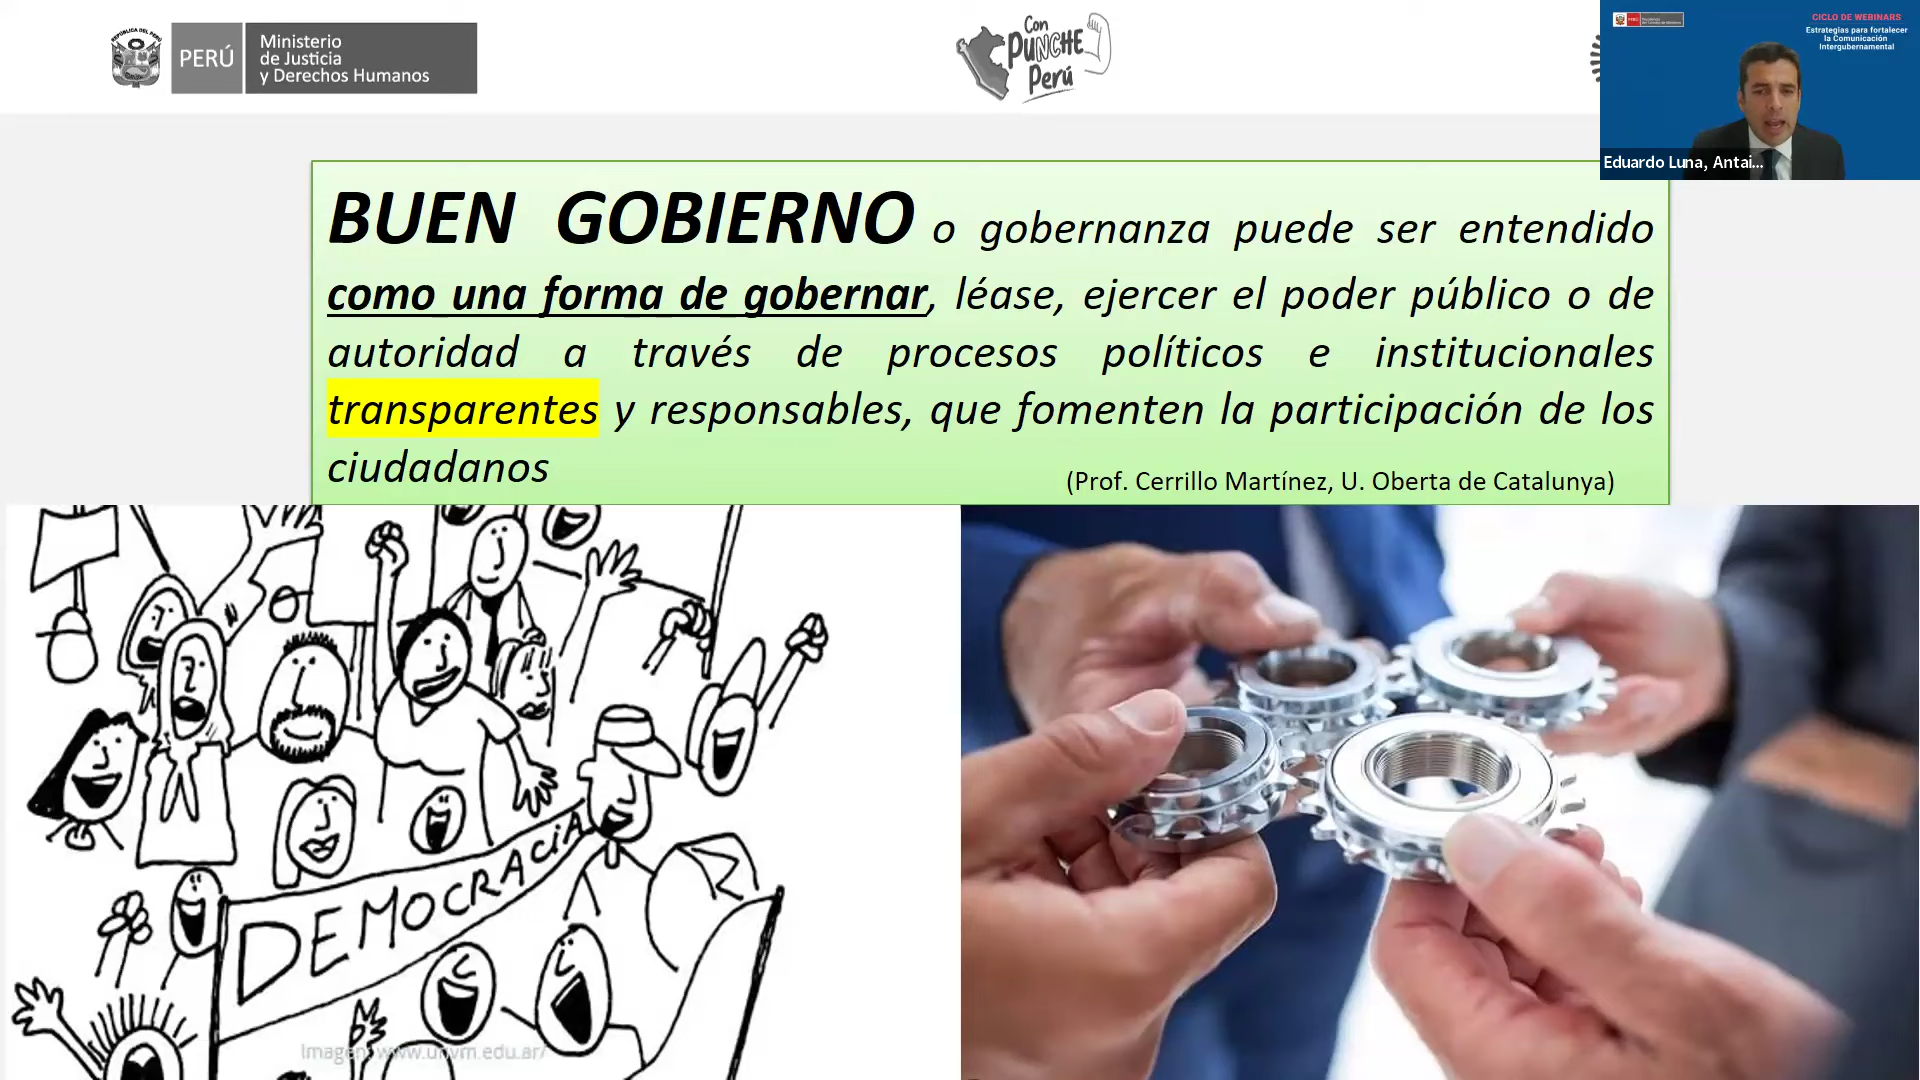 REPÚBLICA DEL PERÚ
PERÚ
Ministerio
de Justicia
y Derechos Humanos
Con
PUNCHE
Perú
CICLO DE WEBINARS
Estrategias para fortalecer
la Comunicación
Intergubernamental
Eduardo Luna, Antai...
BUEN GOBIERNO o gobernanza puede ser entendido
como una forma de gobernar, léase, ejercer el poder público o de
autoridad a través de procesos políticos e institucionales
transparentes y responsables, que fomenten la participación de los
ciudadanos
(Prof. Cerrillo Martínez, U. Oberta de Catalunya)
DEMOCRACIA
Imagen: www.unvm.edu.ar/